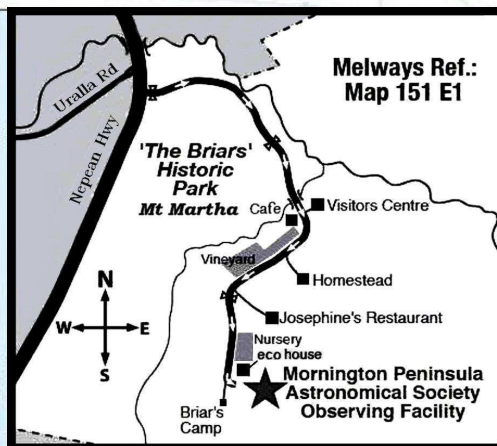 Melways Ref.:
Map 151 E1
Uralla Rd
Nepean Hwy
'The Briars'
Historic
Park
Mt Martha
Cafe
Visitors Centre
Vineyard
Homestead
N
W
E
S
Josephine's Restaurant
Nursery
eco house
Mornington Peninsula
Astronomical Society
Observing Facility
Briar's
Camp